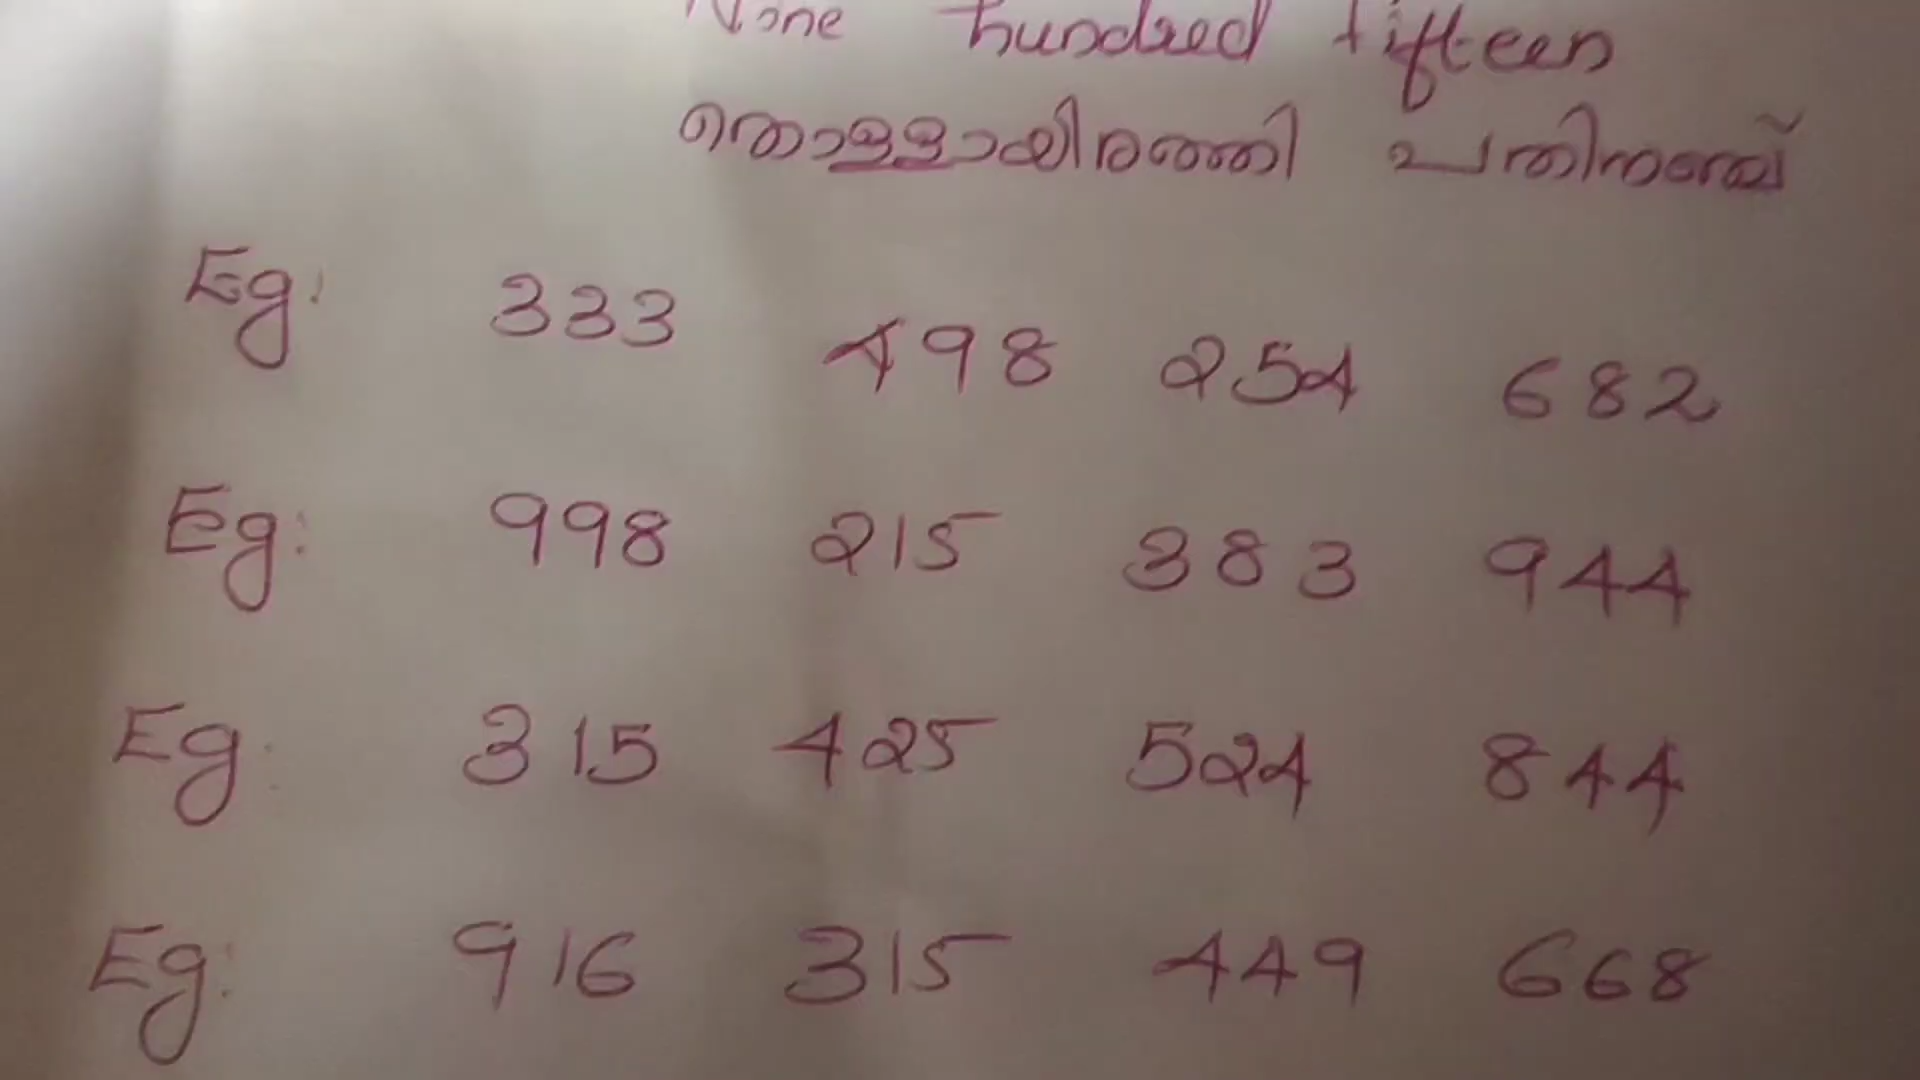 Nine hundred fifteen
തൊള്ളായിരത്തി പതിനഞ്ച്
Eg: 333 498 254 682
Eg: 998 215 383 944
Eg: 315 425 524 844
Eg: 916 315 449 668